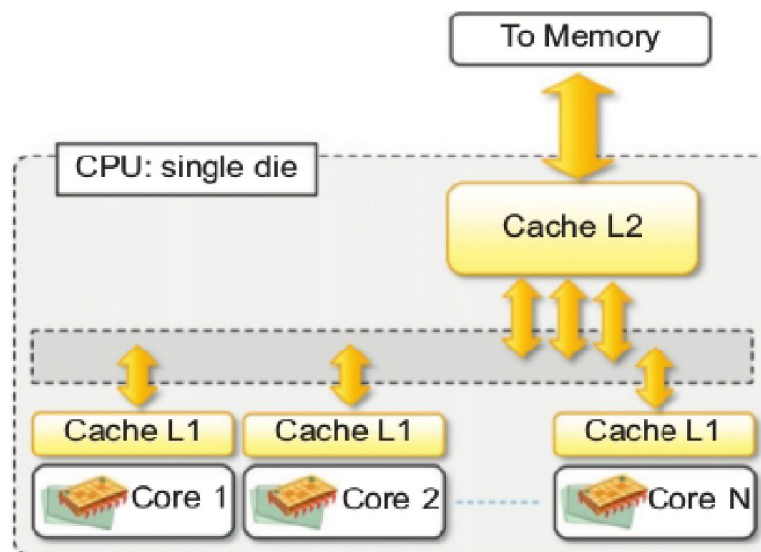 To Memory
CPU: single die
Cache L2
Cache L1
Cache L1
Cache L1
Core 1
Core 2
Core N